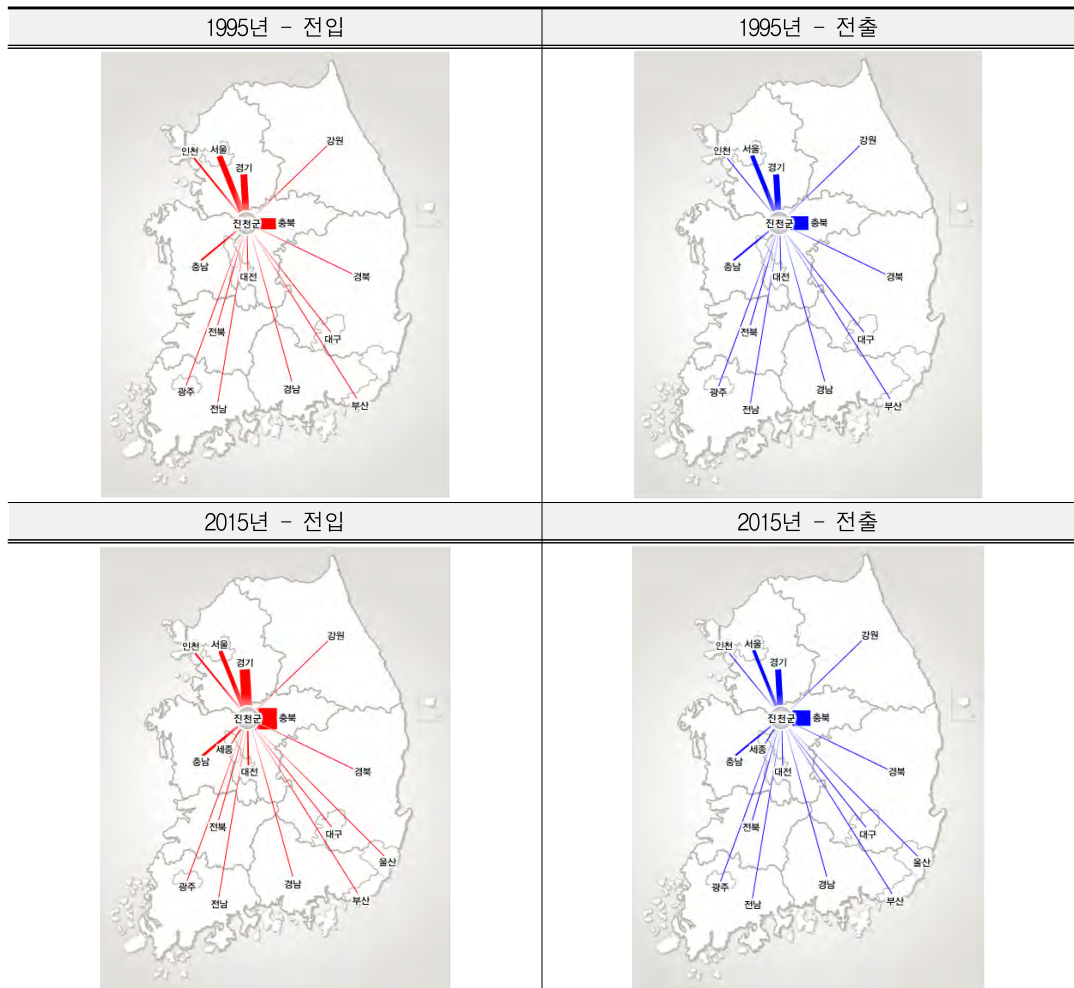 1995년 - 전입
1995년 - 전출
강원
인천
서울
경기
진천군
충북
충남
대전
경북
전북
대구
광주
전남
경남
부산
강원
인천
서울
경기
진천군
충북
충남
대전
경북
전북
대구
광주
전남
경남
부산
2015년 - 전입
2015년 - 전출
강원
인천
서울
경기
진천군
충북
세종
충남
대전
경북
전북
대구
울산
광주
전남
경남
부산
강원
인천
서울
경기
진천군
충북
세종
충남
대전
경북
전북
대구
울산
광주
전남
경남
부산